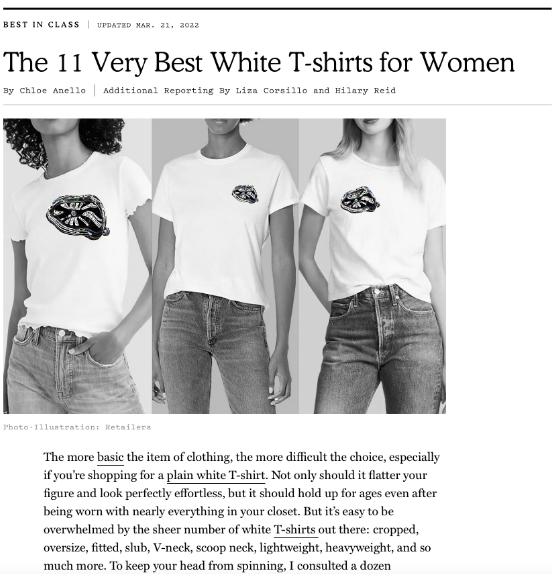 BEST IN CLASS | UPDATED MAR. 21, 2022
The 11 Very Best White T-shirts for Women
By Chloe Anello | Additional Reporting By Liza Corsillo and Hilary Reid
Photo-Illustration: Retailers
The more basic the item of clothing, the more difficult the choice, especially
if you're shopping for a plain white T-shirt. Not only should it flatter your
figure and look perfectly effortless, but it should hold up for ages even after
being worn with nearly everything in your closet. But it's easy to be
overwhelmed by the sheer number of white T-shirts out there: cropped,
oversize, fitted, slub, V-neck, scoop neck, lightweight, heavyweight, and so
much more. To keep your head from spinning, I consulted a dozen